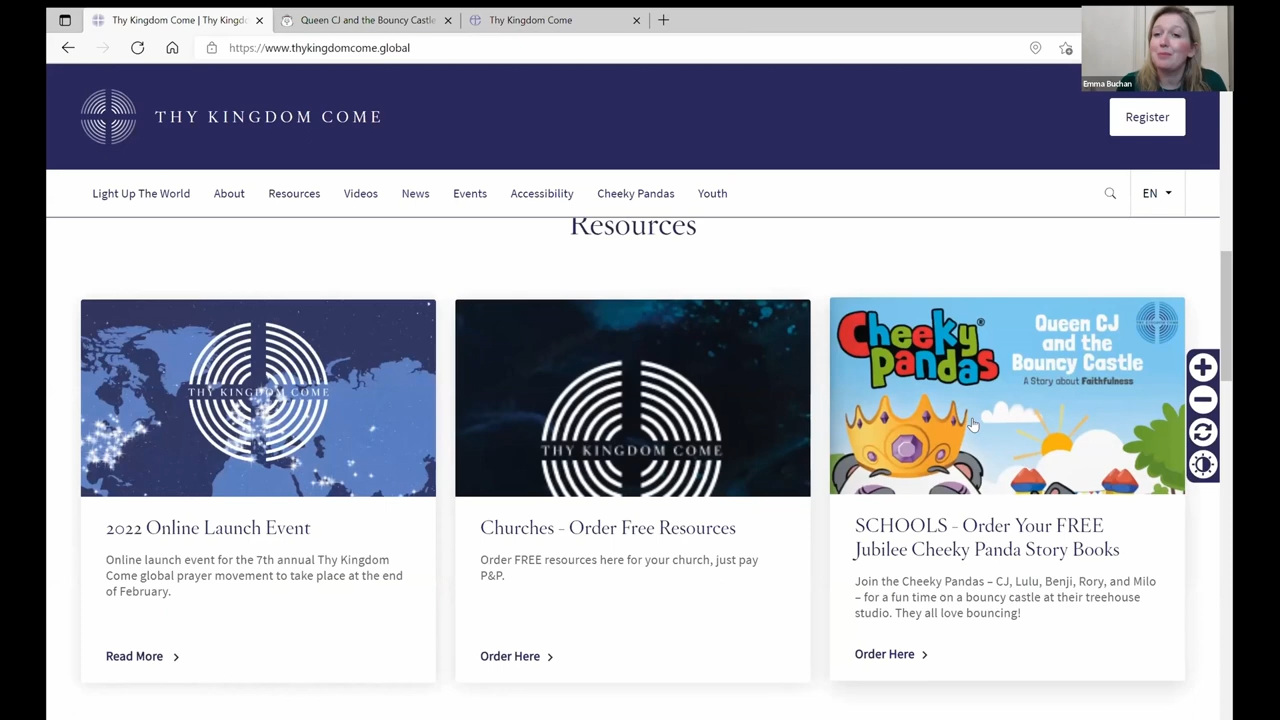 Thy Kingdom Come | Thy Kingdo
Queen CJ and the Bouncy Castle
Thy Kingdom Come
https://www.thykingdomcome.global
Emma Buchan
THY KINGDOM COME
Register
Light Up The World
About
Resources
Videos
News
Events
Accessibility
Cheeky Pandas
Youth
EN
Resources
THY KINGDOM COME
2022 Online Launch Event
Online launch event for the 7th annual Thy Kingdom
Come global prayer movement to take place at the end
of February.
Read More
THY KINGDOM COME
Churches – Order Free Resources
Order FREE resources here for your church, just pay
P&P.
Order Here
Cheeky
Pandas®
Queen CJ
and the
Bouncy Castle
A Story about Faithfulness
SCHOOLS – Order Your FREE
Jubilee Cheeky Panda Story Books
Join the Cheeky Pandas – CJ, Lulu, Benji, Rory, and Milo
– for a fun time on a bouncy castle at their treehouse
studio. They all love bouncing!
Order Here